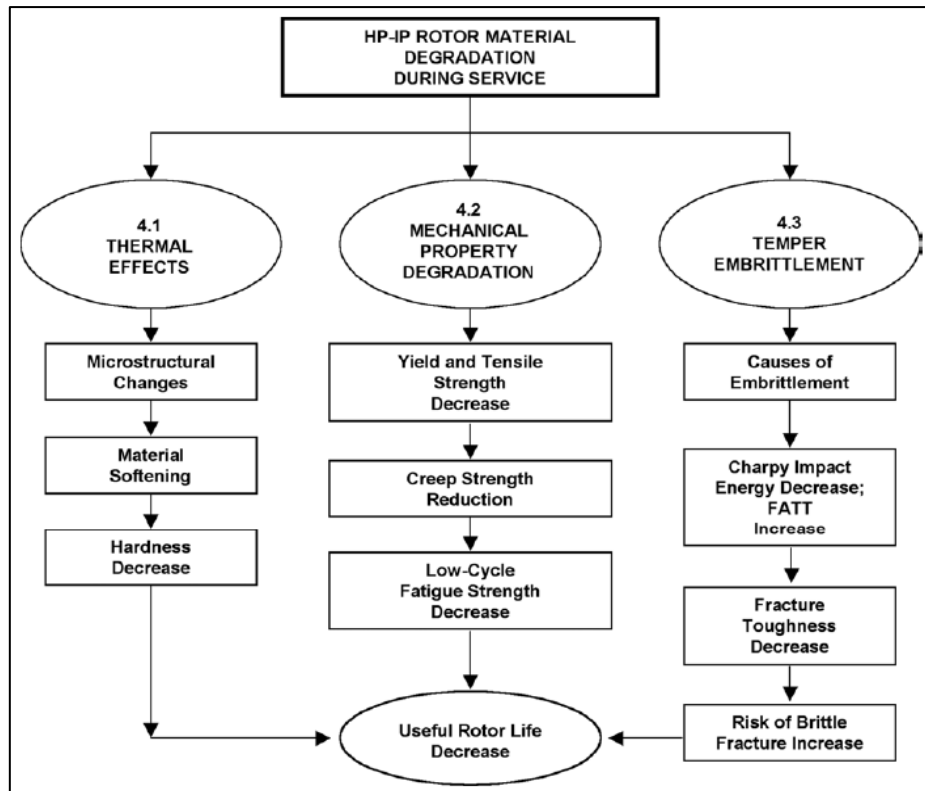 HP-IP ROTOR MATERIAL
DEGRADATION
DURING SERVICE
4.1
THERMAL
EFFECTS
Microstructural
Changes
Material
Softening
Hardness
Decrease
4.2
MECHANICAL
PROPERTY
DEGRADATION
Yield and Tensile
Strength
Decrease
Creep Strength
Reduction
Low-Cycle
Fatigue Strength
Decrease
4.3
TEMPER
EMBRITTLEMENT
Causes of
Embrittlement
Charpy Impact
Energy Decrease;
FATT
Increase
Fracture
Toughness
Decrease
Risk of Brittle
Fracture Increase
Useful Rotor Life
Decrease